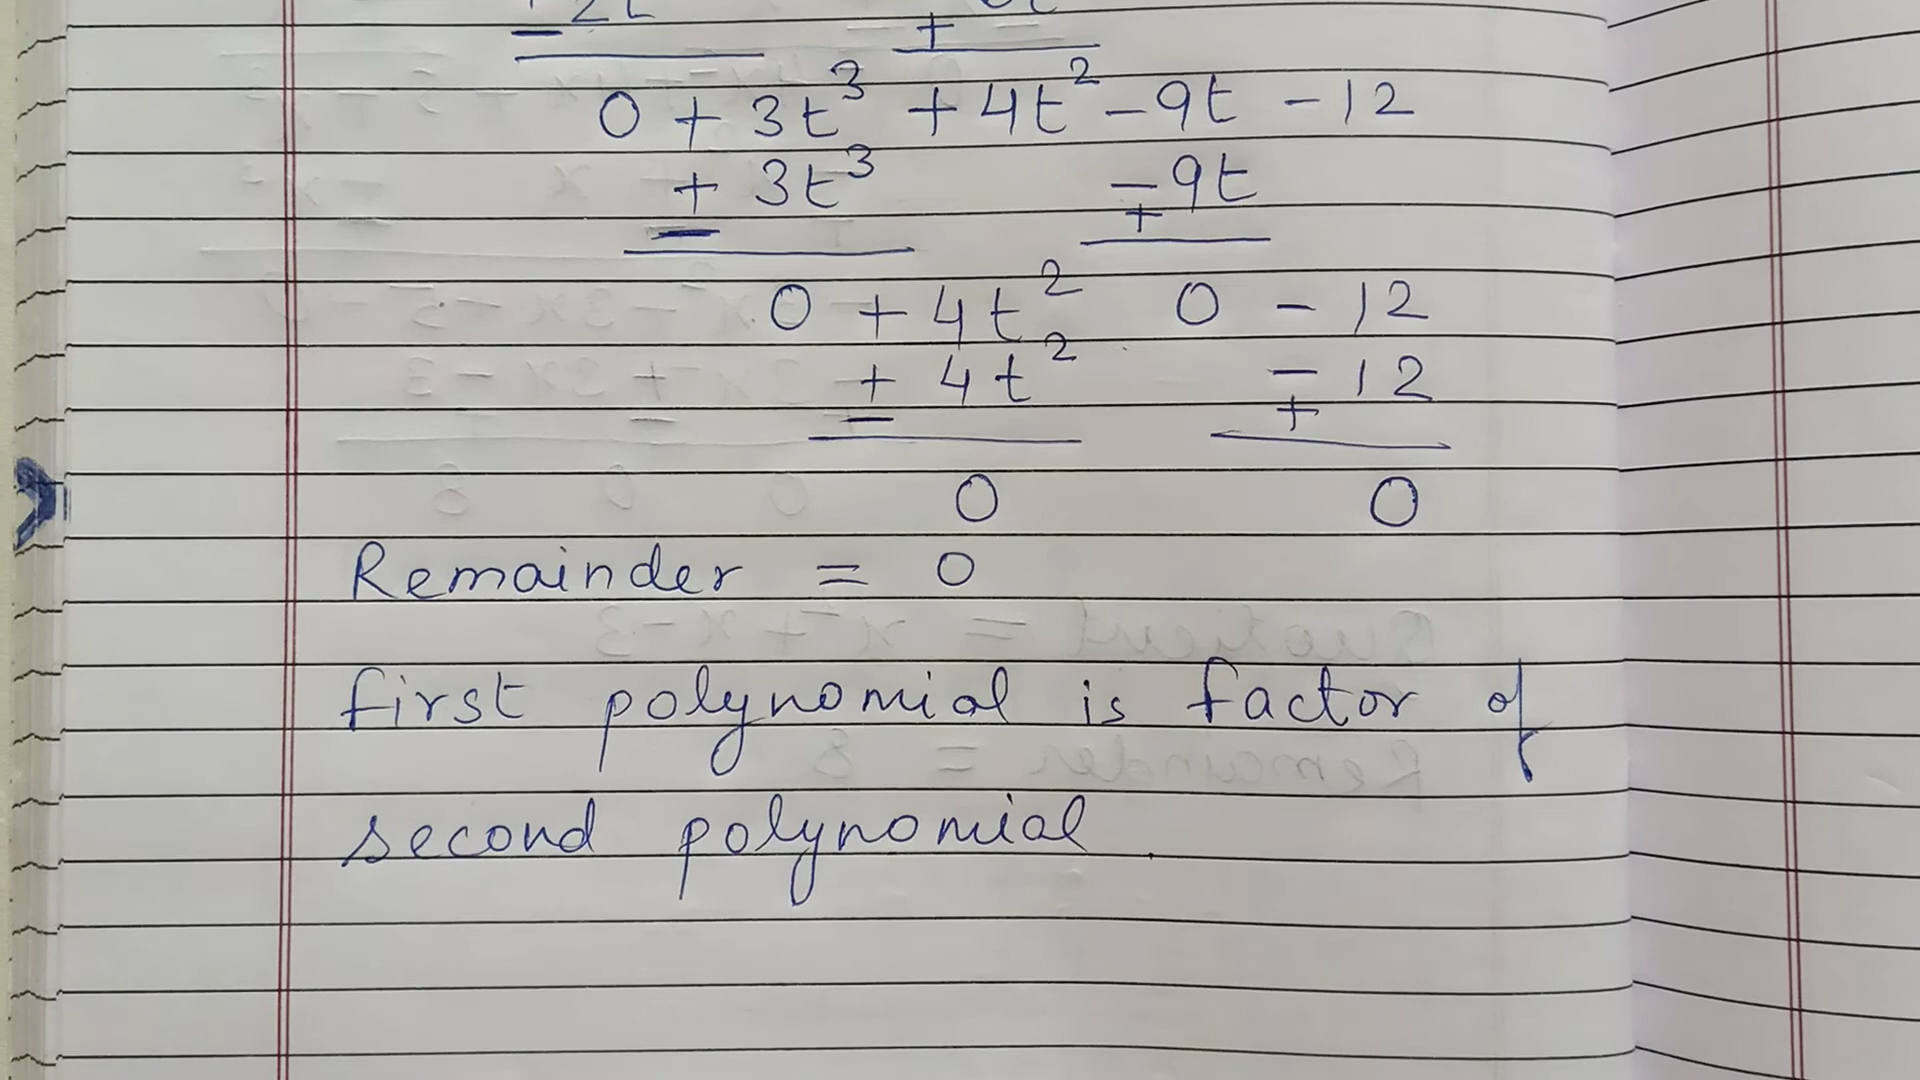 0 + 3t³ + 4t² - 9t - 12
+ 3t³ - 9t
- +
0 + 4t² 0 - 12
+ 4t² - 12
- +
0 0
Remainder = 0
first polynomial is factor of
second polynomial